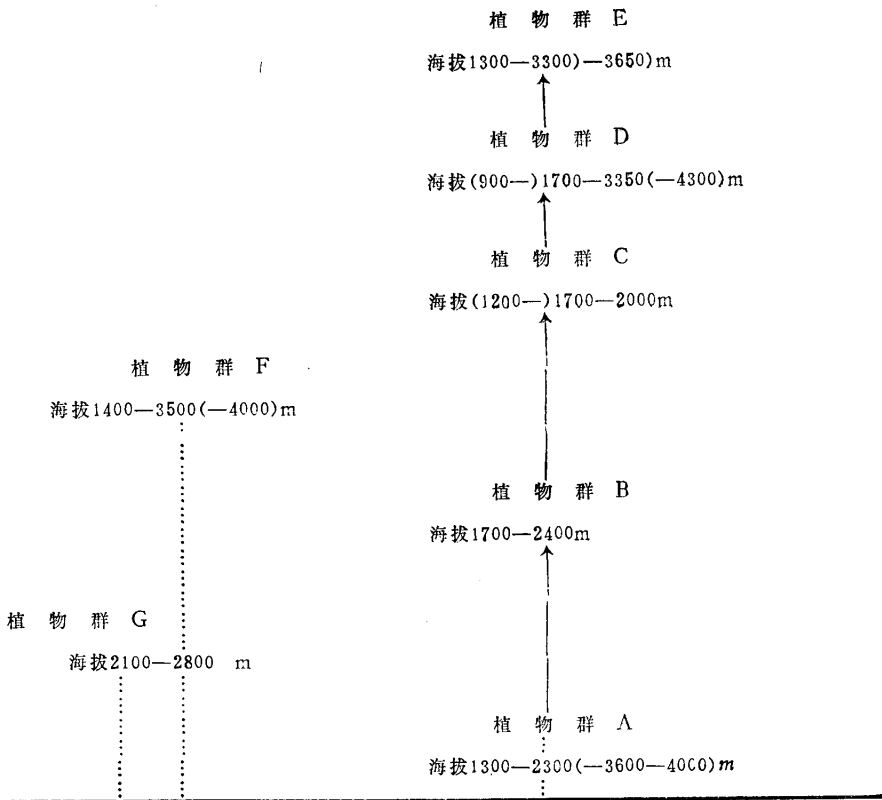 植物群 E
海拔1300—3300)—3650)m
植物群 D
海拔(900—)1700—3350(—4300)m
植物群 C
海拔(1200—)1700—2000m
植物群 F
海拔1400—3500(—4000)m
植物群 B
海拔1700—2400m
植物群 G
海拔2100—2800 m
植物群 A
海拔1300—2300(—3600—4000)m